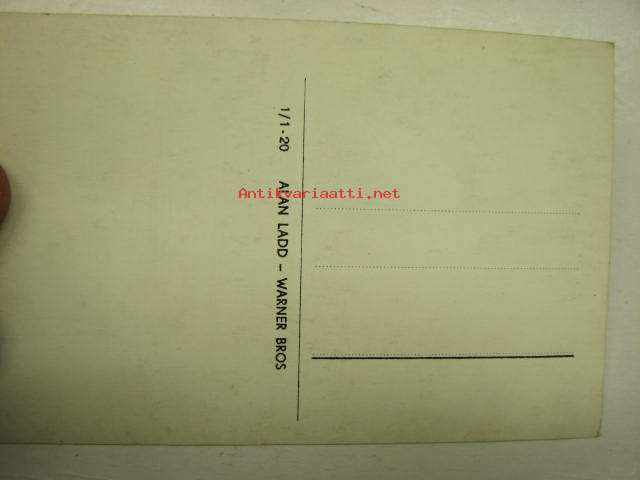 1/1-20 ALAN LADD – WARNER BROS
Antikvariaatti.net